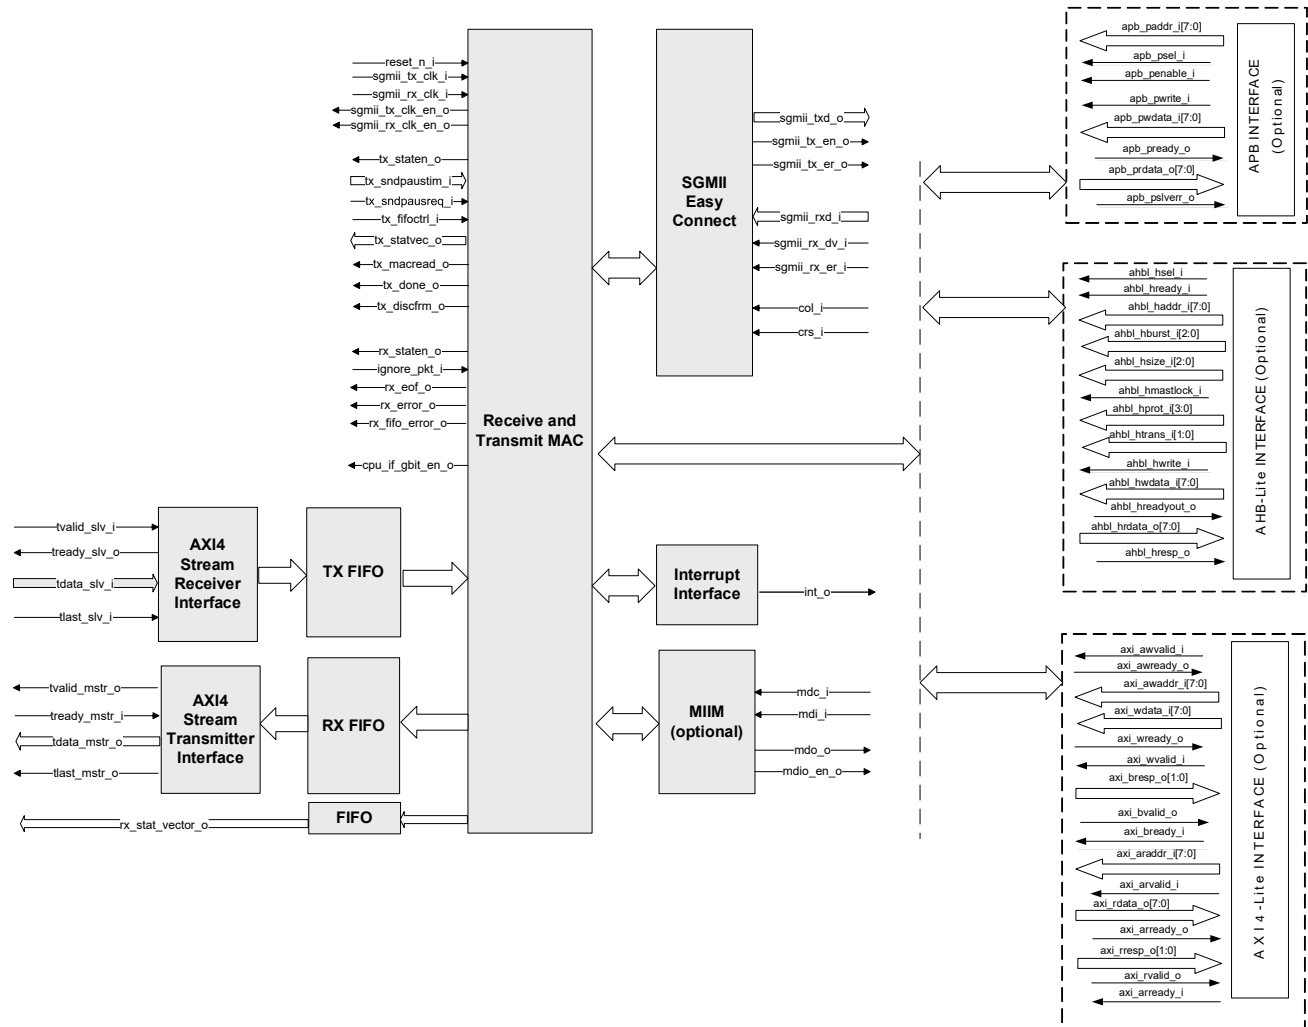 reset_n_i
sgmii_tx_clk_i
sgmii_rx_clk_i
sgmii_tx_clk_en_o
sgmii_rx_clk_en_o
tx_staten_o
tx_sndpaustim_i
tx_sndpausreq_i
tx_fifoctrl_i
tx_statvec_o
tx_macread_o
tx_done_o
tx_discfrm_o
rx_staten_o
ignore_pkt_i
rx_eof_o
rx_error_o
rx_fifo_error_o
cpu_if_gbit_en_o
Receive and
Transmit MAC
tvalid_slv_i
tready_slv_o
tdata_slv_i
tlast_slv_i
AXI4
Stream
Receiver
Interface
TX FIFO
tvalid_mstr_o
tready_mstr_i
tdata_mstr_o
tlast_mstr_o
AXI4
Stream
Transmitter
Interface
RX FIFO
rx_stat_vector_o
FIFO
SGMII
Easy
Connect
sgmii_txd_o
sgmii_tx_en_o
sgmii_tx_er_o
sgmii_rxd_i
sgmii_rx_dv_i
sgmii_rx_er_i
col_i
crs_i
Interrupt
Interface
int_o
MIIM
(optional)
mdc_i
mdi_i
mdo_o
mdio_en_o
apb_paddr_i[7:0]
apb_psel_i
apb_penable_i
apb_pwrite_i
apb_pwdata_i[7:0]
apb_pready_o
apb_prdata_o[7:0]
apb_pslverr_o
APB INTERFACE
(Optional)
ahbl_hsel_i
ahbl_hready_i
ahbl_haddr_i[7:0]
ahbl_hburst_i[2:0]
ahbl_hsize_i[2:0]
ahbl_hmastlock_i
ahbl_hprot_i[3:0]
ahbl_htrans_i[1:0]
ahbl_hwrite_i
ahbl_hwdata_i[7:0]
ahbl_hreadyout_o
ahbl_hrdata_o[7:0]
ahbl_hresp_o
AHB-Lite INTERFACE (Optional)
axi_awvalid_i
axi_awready_o
axi_awaddr_i[7:0]
axi_wdata_i[7:0]
axi_wready_o
axi_wvalid_i
axi_bresp_o[1:0]
axi_bvalid_o
axi_bready_i
axi_araddr_i[7:0]
axi_arvalid_i
axi_rdata_o[7:0]
axi_arready_o
axi_rresp_o[1:0]
axi_rvalid_o
axi_arready_i
AXI4-Lite INTERFACE (Optional)